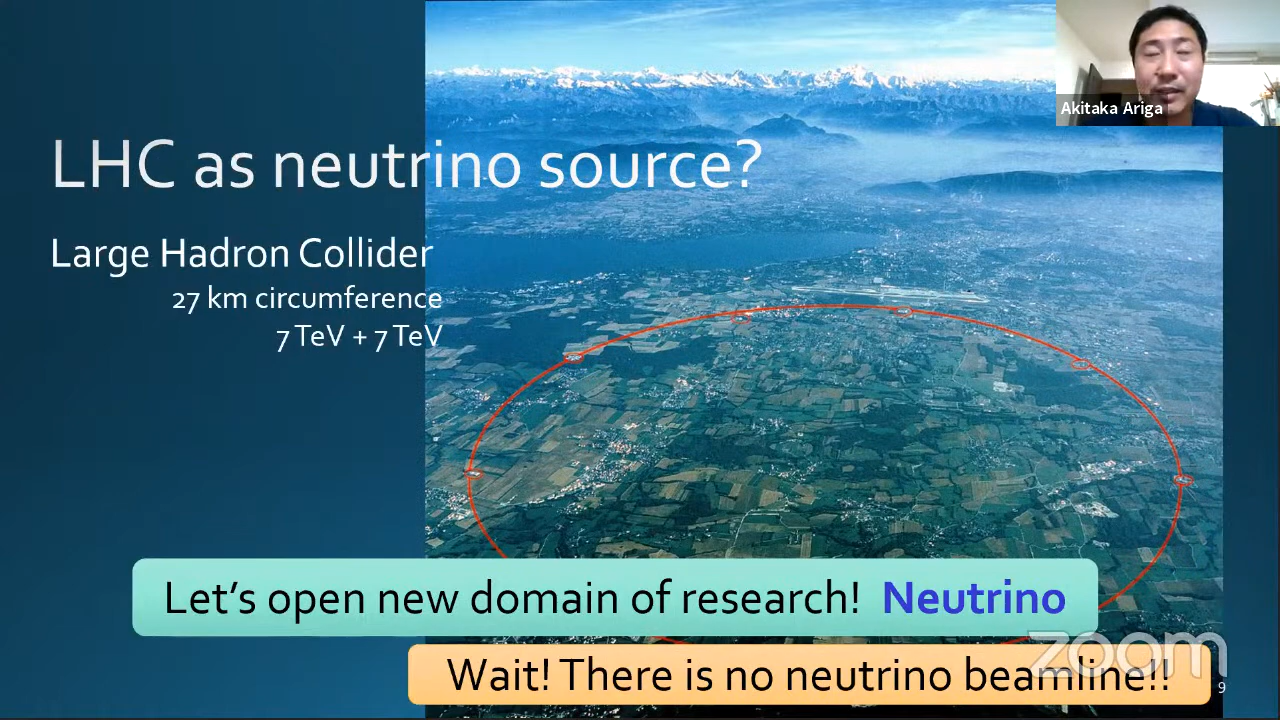 Akitaka Ariga
LHC as neutrino source?
Large Hadron Collider
27 km circumference
7 TeV + 7 TeV
Let’s open new domain of research! Neutrino
Wait! There is no neutrino beamline!!
zoom
9